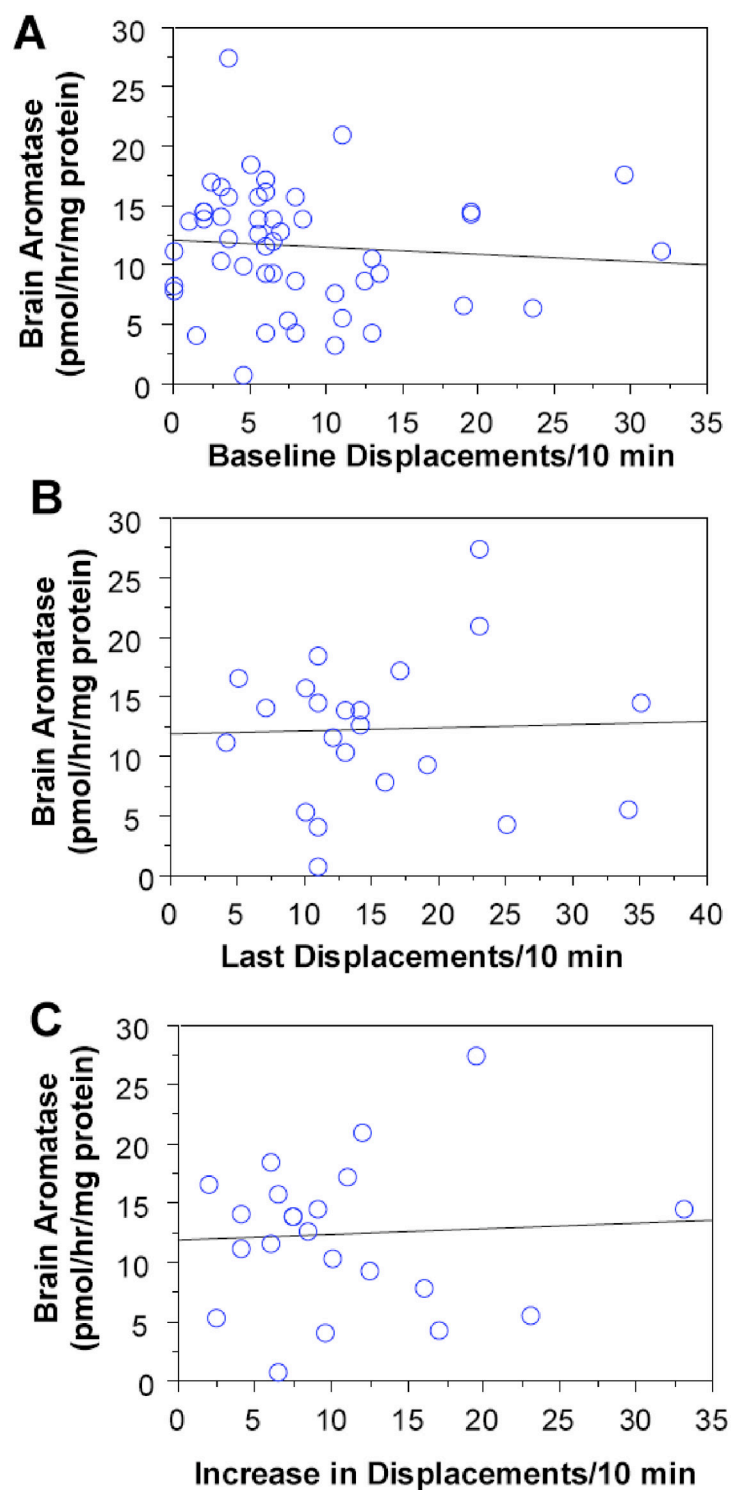 A
Brain Aromatase
(pmol/hr/mg protein)
30
25
20
15
10
5
0
0 5 10 15 20 25 30 35
Baseline Displacements/10 min
B
Brain Aromatase
(pmol/hr/mg protein)
30
25
20
15
10
5
0
0 5 10 15 20 25 30 35 40
Last Displacements/10 min
C
Brain Aromatase
(pmol/hr/mg protein)
30
25
20
15
10
5
0
0 5 10 15 20 25 30 35
Increase in Displacements/10 min